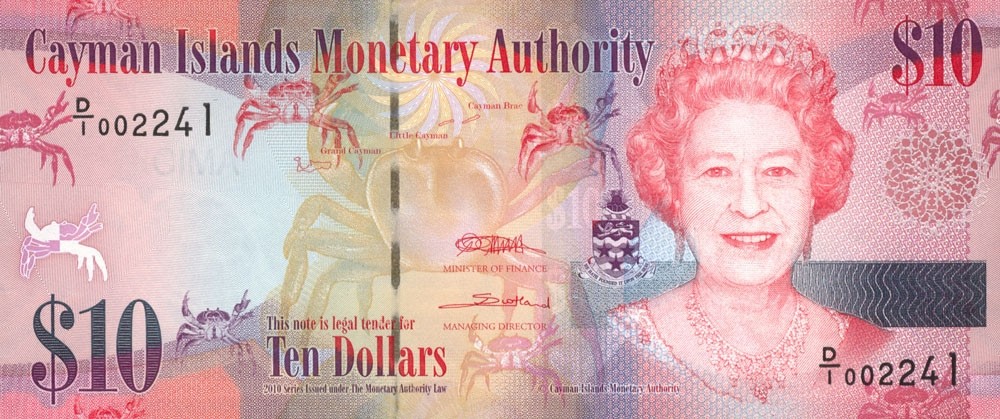 Cayman Islands Monetary Authority
$10
D/1 002241
Cayman Brac
Little Cayman
Grand Cayman
$10
MINISTER OF FINANCE
Scotland
MANAGING DIRECTOR
$10
This note is legal tender for
Ten Dollars
2010 Series Issued under The Monetary Authority Law
Cayman Islands Monetary Authority
D/1 002241